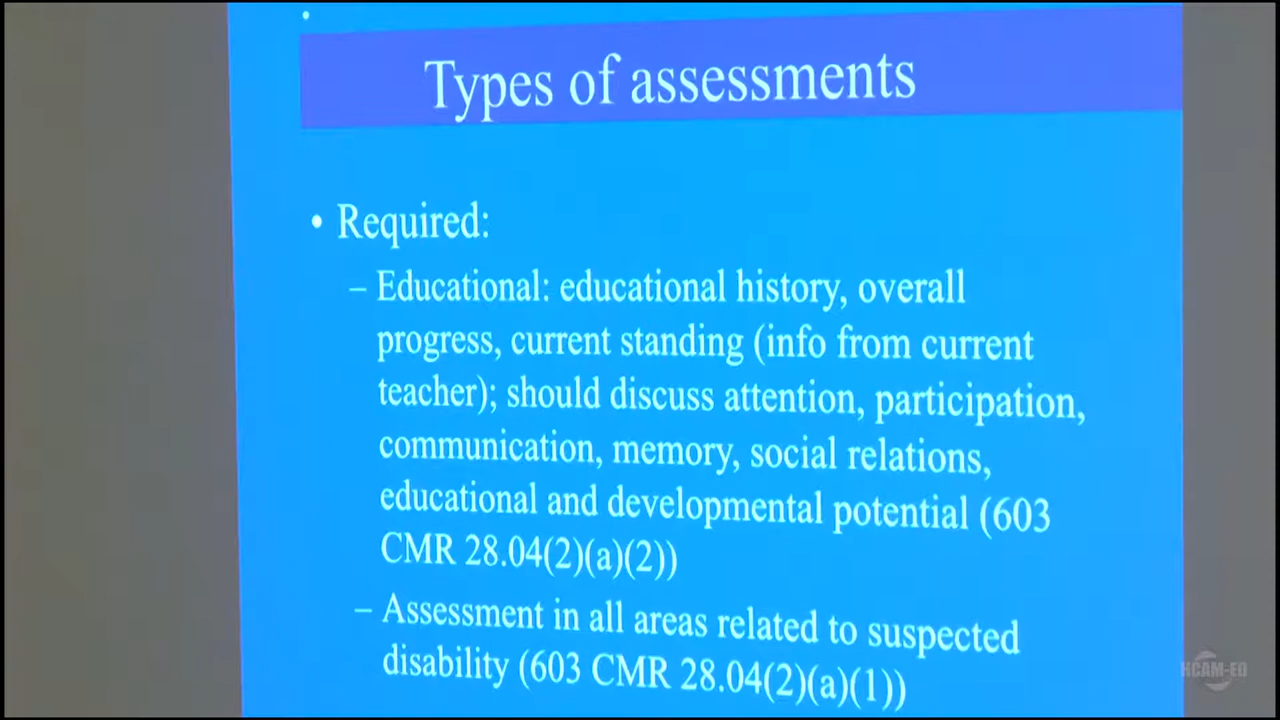 Types of assessments
• Required:
– Educational: educational history, overall
progress, current standing (info from current
teacher); should discuss attention, participation,
communication, memory, social relations,
educational and developmental potential (603
CMR 28.04(2)(a)(2))
– Assessment in all areas related to suspected
disability (603 CMR 28.04(2)(a)(1))
HCAM-ED